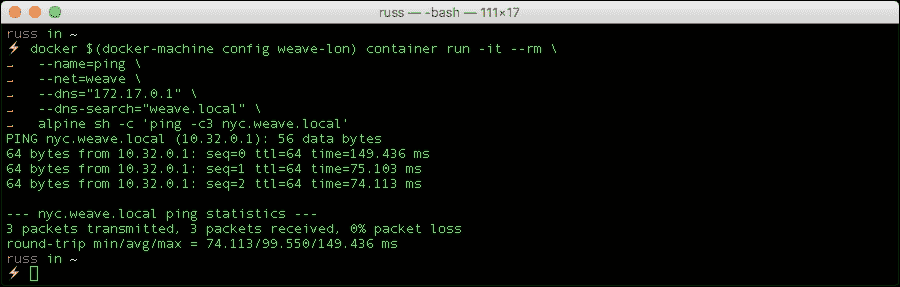 russ — -bash — 111×17
russ in ~
⚡ docker $(docker-machine config weave-lon) container run -it --rm \
→ --name=ping \
→ --net=weave \
→ --dns="172.17.0.1" \
→ --dns-search="weave.local" \
→ alpine sh -c 'ping -c3 nyc.weave.local'
PING nyc.weave.local (10.32.0.1): 56 data bytes
64 bytes from 10.32.0.1: seq=0 ttl=64 time=149.436 ms
64 bytes from 10.32.0.1: seq=1 ttl=64 time=75.103 ms
64 bytes from 10.32.0.1: seq=2 ttl=64 time=74.113 ms
--- nyc.weave.local ping statistics ---
3 packets transmitted, 3 packets received, 0% packet loss
round-trip min/avg/max = 74.113/99.550/149.436 ms
russ in ~
⚡